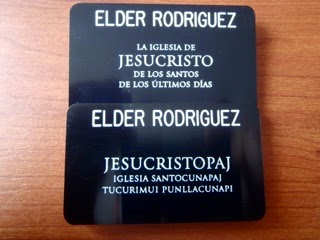 ELDER RODRIGUEZ
LA IGLESIA DE
JESUCRISTO
DE LOS SANTOS
DE LOS ÚLTIMOS DÍAS
ELDER RODRIGUEZ
JESUCRISTOPAJ
IGLESIA SANTOCUNAPAJ
TUCURIMUI PUNLLACUNAPI